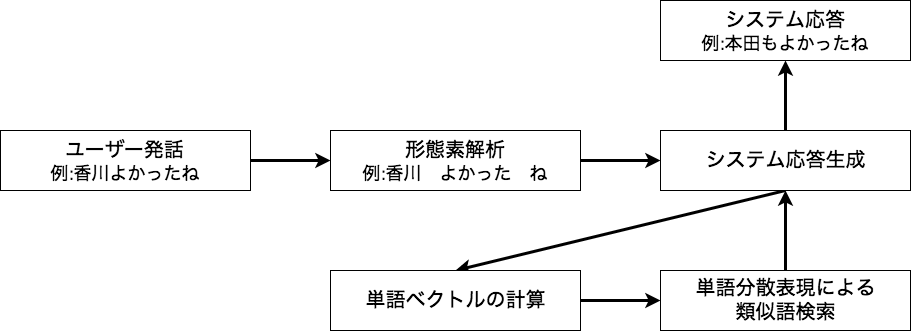 システム応答
例:本田もよかったね
ユーザー発話
例:香川よかったね
形態素解析
例:香川　よかった　ね
システム応答生成
単語ベクトルの計算
単語分散表現による
類似語検索